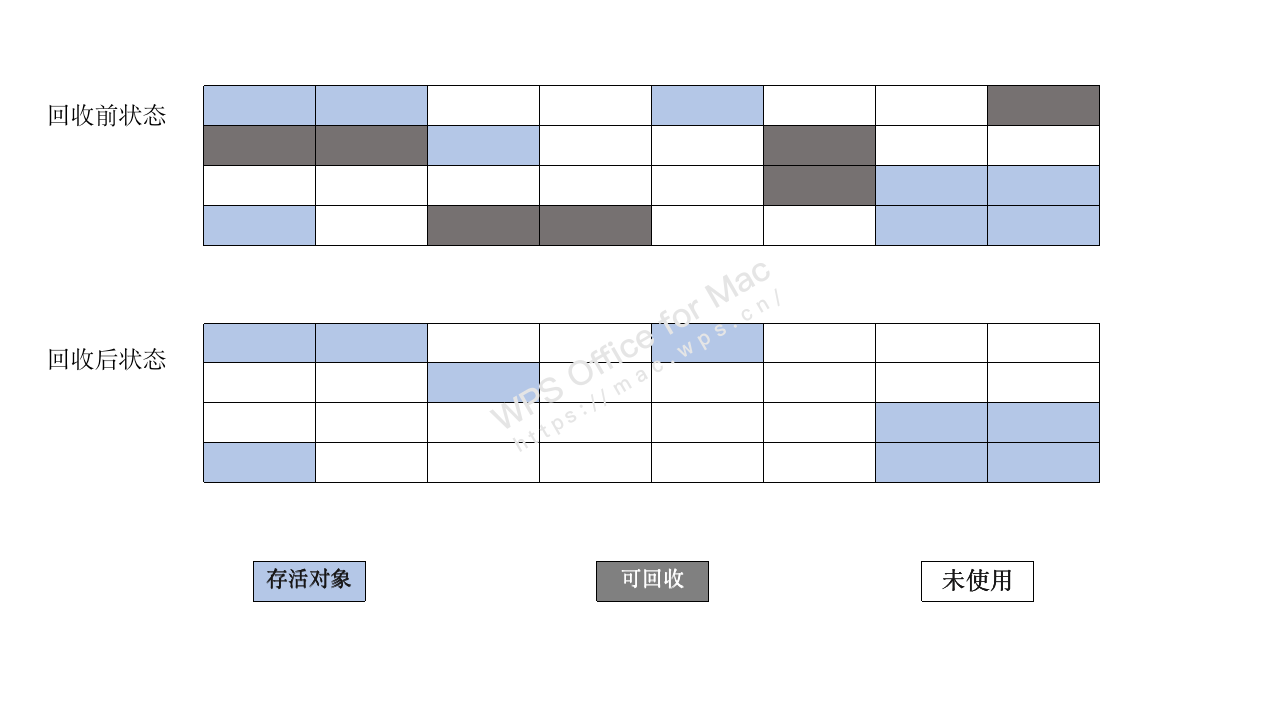 回收前状态
回收后状态
WPS Office for Mac
https://mac.wps.cn/
存活对象
可回收
未使用